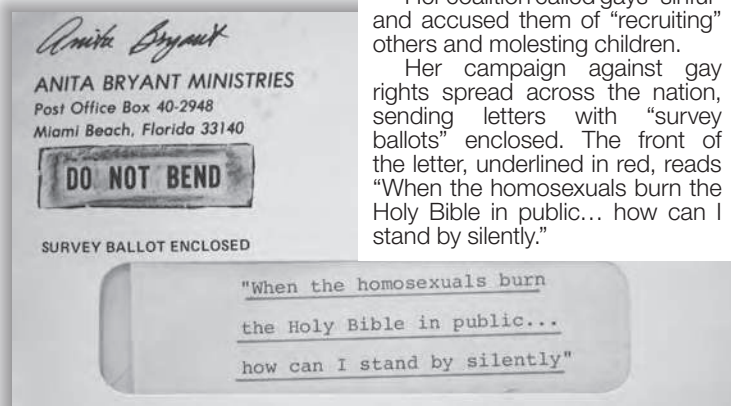 Anita Bryant
ANITA BRYANT MINISTRIES
Post Office Box 40-2948
Miami Beach, Florida 33140
DO NOT BEND
SURVEY BALLOT ENCLOSED
"When the homosexuals burn
the Holy Bible in public...
how can I stand by silently"
and accused them of “recruiting”
others and molesting children.
Her campaign against gay
rights spread across the nation,
sending letters with “survey
ballots” enclosed. The front of
the letter, underlined in red, reads
“When the homosexuals burn the
Holy Bible in public… how can I
stand by silently.”